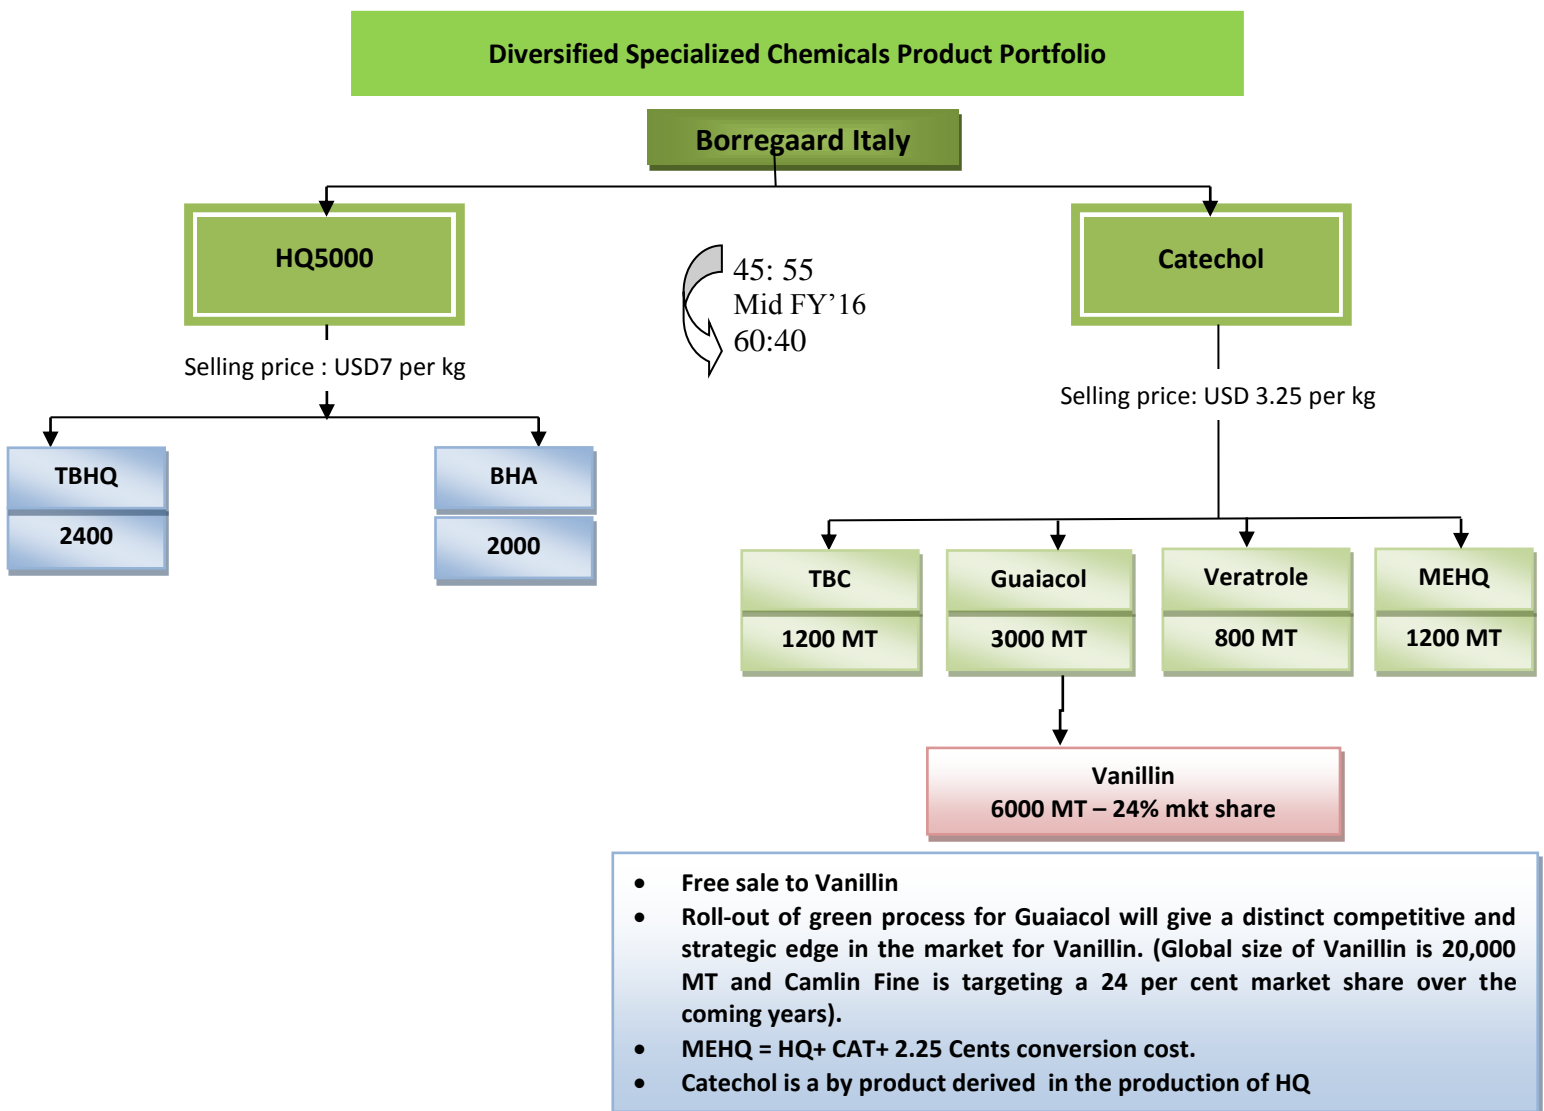 Diversified Specialized Chemicals Product Portfolio
Borregaard Italy
HQ5000
Catechol
45: 55
Mid FY’16
60:40
Selling price : USD7 per kg
Selling price: USD 3.25 per kg
TBHQ
2400
BHA
2000
TBC
1200 MT
Guaiacol
3000 MT
Veratrole
800 MT
MEHQ
1200 MT
Vanillin
6000 MT – 24% mkt share
• Free sale to Vanillin
• Roll-out of green process for Guaiacol will give a distinct competitive and
strategic edge in the market for Vanillin. (Global size of Vanillin is 20,000
MT and Camlin Fine is targeting a 24 per cent market share over the
coming years).
• MEHQ = HQ+ CAT+ 2.25 Cents conversion cost.
• Catechol is a by product derived in the production of HQ